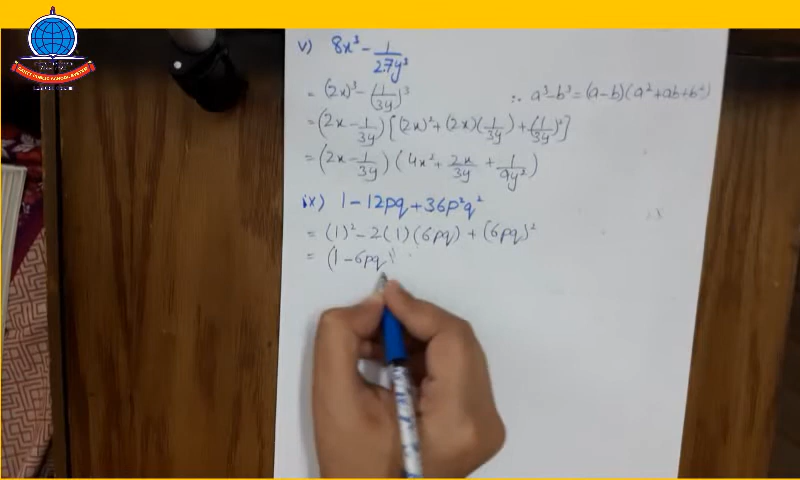 v) 8x³ - 1/27y³
= (2x)³ - (1/3y)³ ∴ a³-b³=(a-b)(a²+ab+b²)
= (2x - 1/3y) [(2x)² + (2x)(1/3y) + (1/3y)²]
= (2x - 1/3y) (4x² + 2x/3y + 1/9y²)
ix) 1 - 12pq + 36p²q²
= (1)² - 2(1)(6pq) + (6pq)²
= (1 - 6pq)